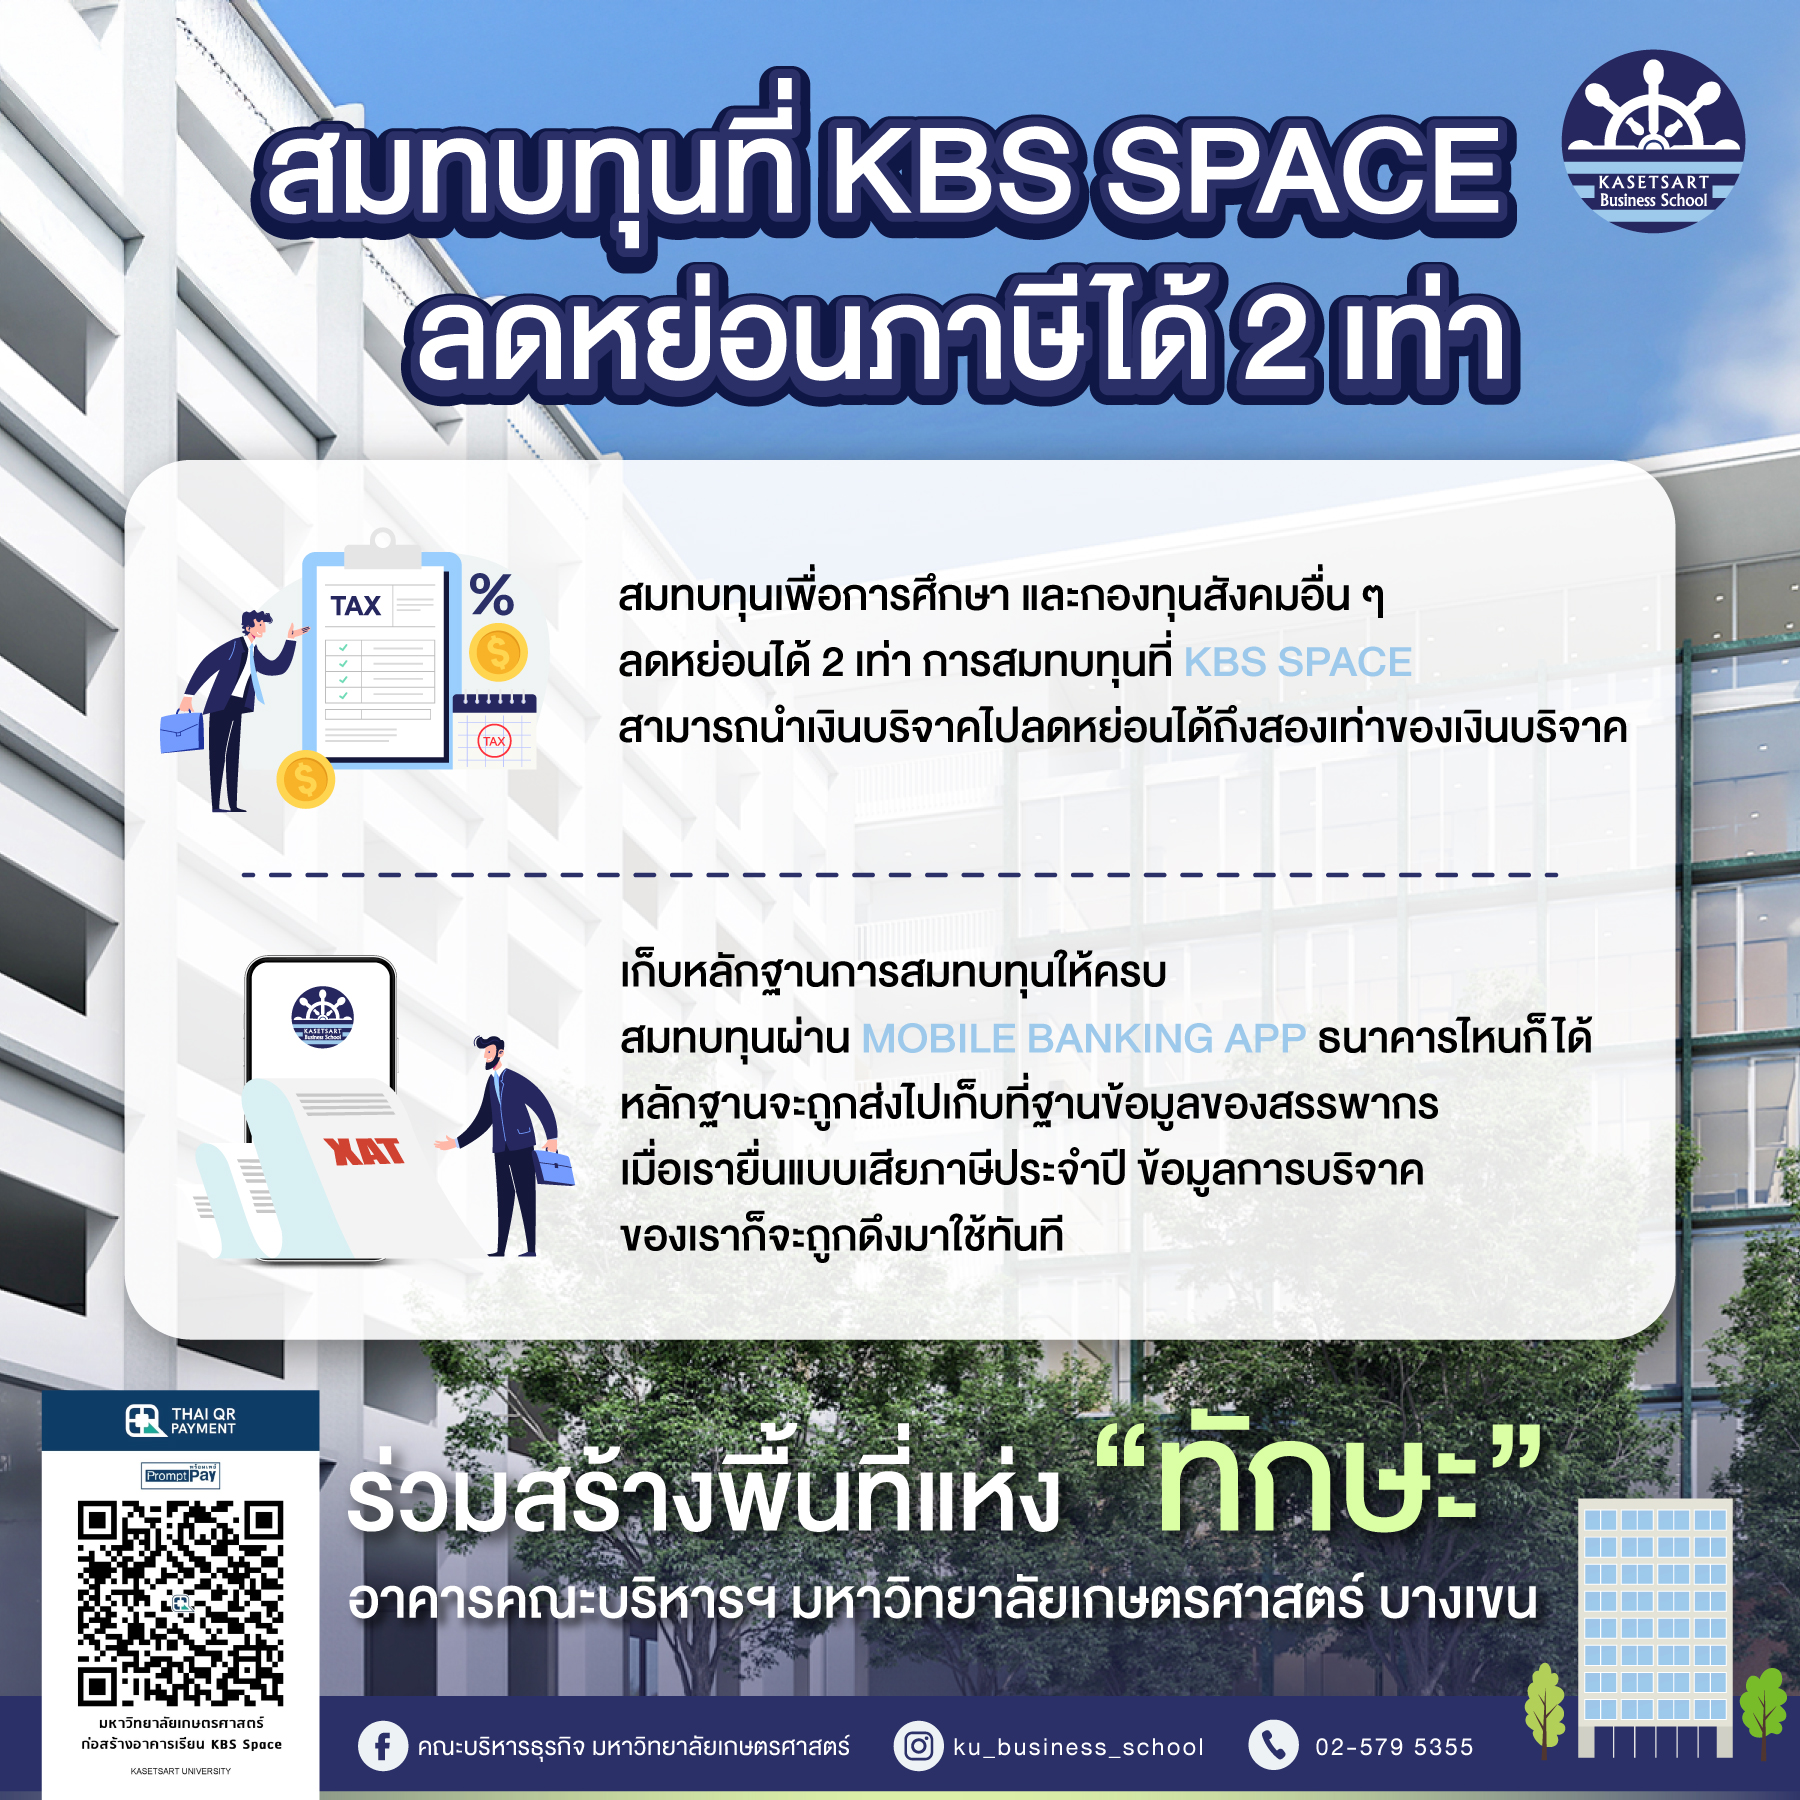 สมทบทุนที่ KBS SPACE
ลดหย่อนภาษีได้ 2 เท่า
KASETSART
Business School
TAX
%
$
TAX
$
สมทบทุนเพื่อการศึกษา และกองทุนสังคมอื่น ๆ
ลดหย่อนได้ 2 เท่า การสมทบทุนที่ KBS SPACE
สามารถนำเงินบริจาคไปลดหย่อนได้ถึงสองเท่าของเงินบริจาค
KASETSART
Business School
TAX
เก็บหลักฐานการสมทบทุนให้ครบ
สมทบทุนผ่าน MOBILE BANKING APP ธนาคารไหนก็ได้
หลักฐานจะถูกส่งไปเก็บที่ฐานข้อมูลของสรรพากร
เมื่อเรายื่นแบบเสียภาษีประจำปี ข้อมูลการบริจาค
ของเราก็จะถูกดึงมาใช้ทันที
THAI QR
PAYMENT
พร้อมเพย์
PromptPay
มหาวิทยาลัยเกษตรศาสตร์
ก่อสร้างอาคารเรียน KBS Space
KASETSART UNIVERSITY
ร่วมสร้างพื้นที่แห่ง “ทักษะ”
อาคารคณะบริหารฯ มหาวิทยาลัยเกษตรศาสตร์ บางเขน
คณะบริหารธุรกิจ มหาวิทยาลัยเกษตรศาสตร์
ku_business_school
02-579 5355